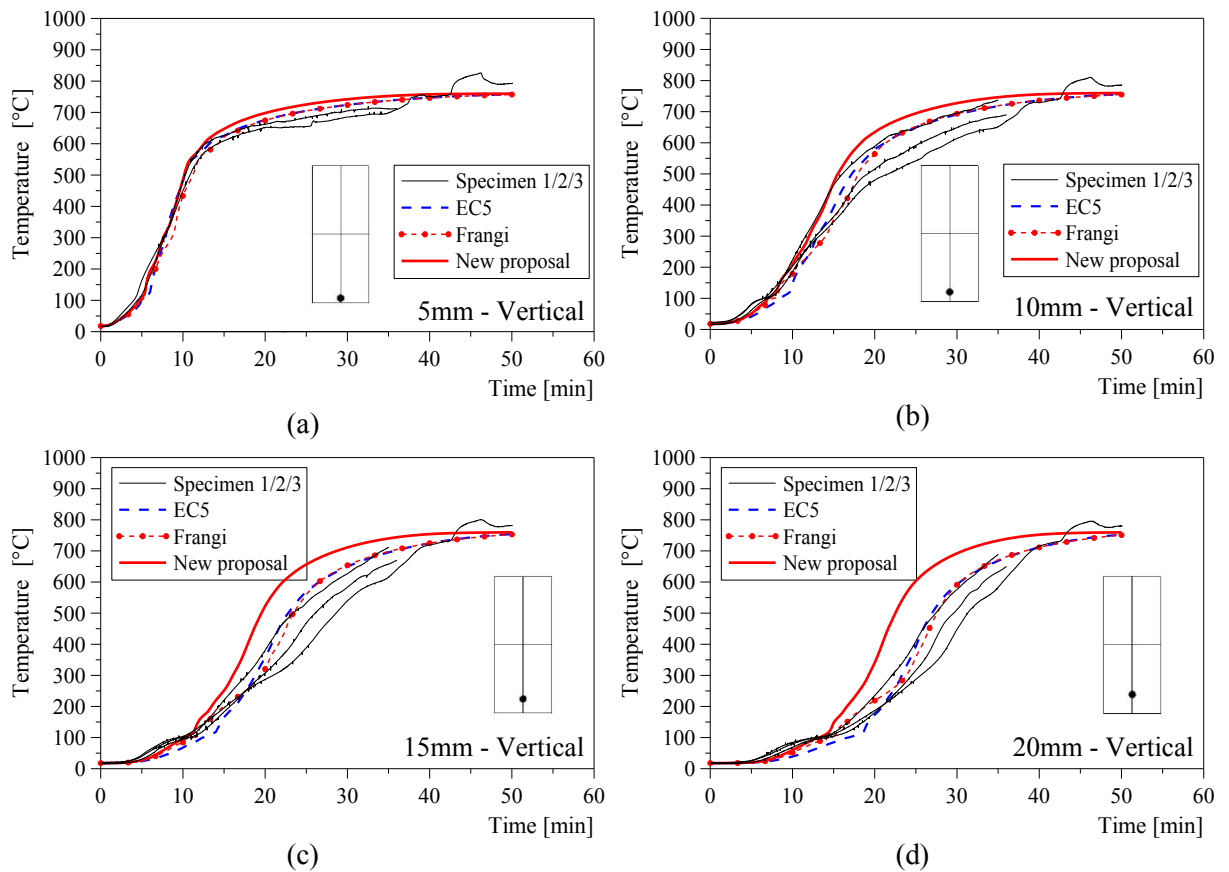 1000
900
800
700
600
500
400
300
200
100
0
Temperature [°C]
Specimen 1/2/3
EC5
Frangi
New proposal
5mm - Vertical
0 10 20 30 40 50 60
Time [min]
(a)
1000
900
800
700
600
500
400
300
200
100
0
Temperature [°C]
Specimen 1/2/3
EC5
Frangi
New proposal
10mm - Vertical
0 10 20 30 40 50 60
Time [min]
(b)
1000
900
800
700
600
500
400
300
200
100
0
Temperature [°C]
Specimen 1/2/3
EC5
Frangi
New proposal
15mm - Vertical
0 10 20 30 40 50 60
Time [min]
(c)
1000
900
800
700
600
500
400
300
200
100
0
Temperature [°C]
Specimen 1/2/3
EC5
Frangi
New proposal
20mm - Vertical
0 10 20 30 40 50 60
Time [min]
(d)